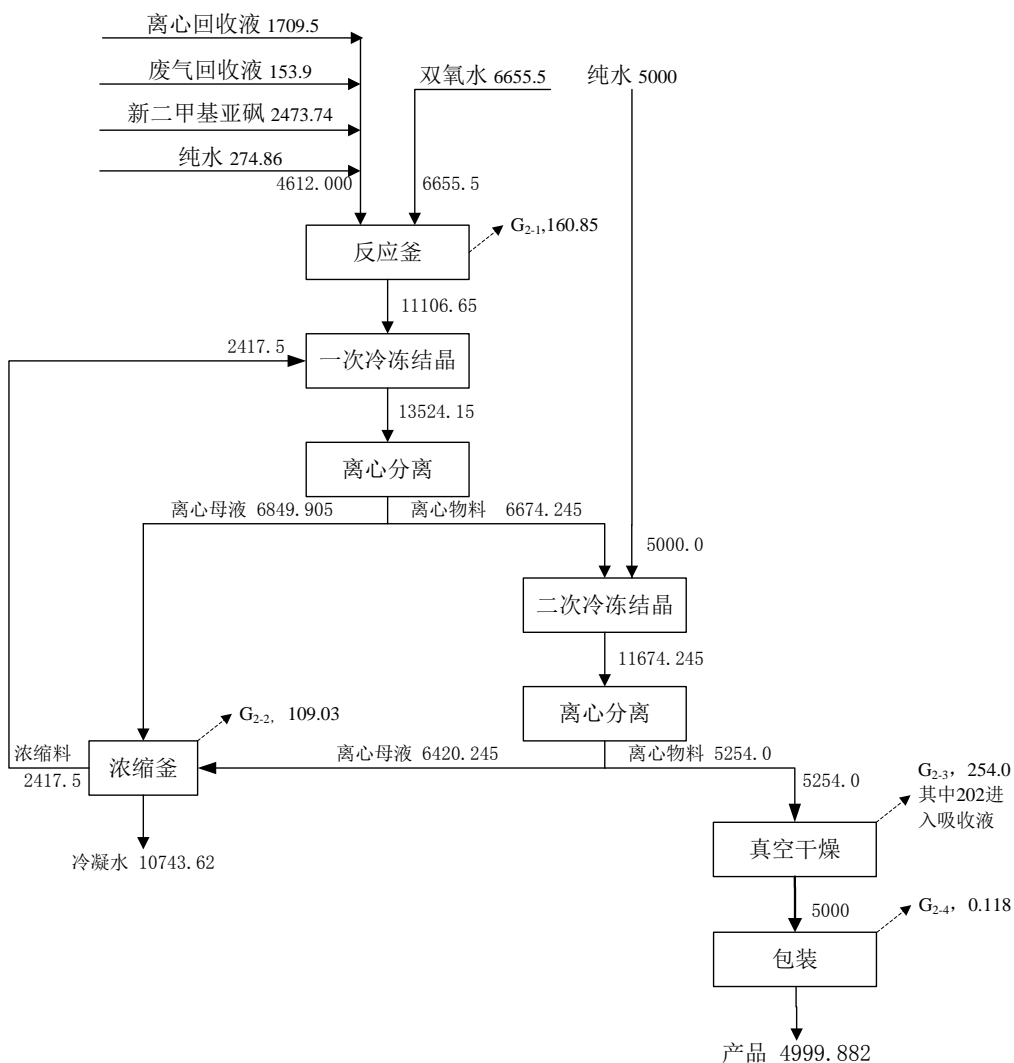 离心回收液 1709.5
废气回收液 153.9
新二甲基亚砜 2473.74
纯水 274.86
双氧水 6655.5
纯水 5000
4612.000
6655.5
反应釜
G2-1,160.85
11106.65
2417.5
一次冷冻结晶
13524.15
离心分离
离心母液 6849.905
离心物料 6674.245
5000.0
二次冷冻结晶
11674.245
离心分离
G2-2, 109.03
浓缩料
2417.5
浓缩釜
离心母液 6420.245
离心物料 5254.0
5254.0
G2-3, 254.0
其中202进
入吸收液
冷凝水 10743.62
真空干燥
5000
G2-4, 0.118
包装
产品 4999.882